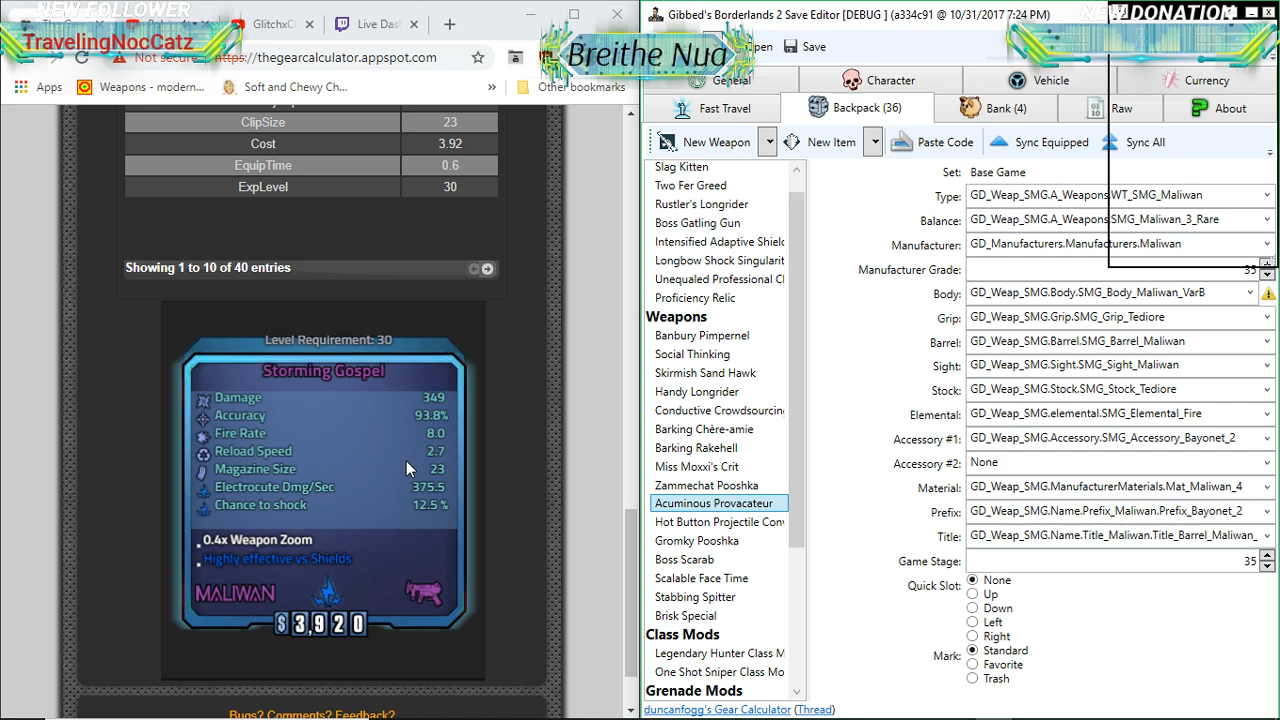 NEW FOLLOWER
TravelingNocCatz
GlitchxC
Live Das
Not secure
https://thegearcalculator.appspot.com
Apps
Weapons - modern...
Soft and Chewy Ch...
»
Other bookmarks
Breithe Nua
ClipSize 23
Cost 3.92
EquipTime 0.6
ExpLevel 30
Showing 1 to 10 of 40 entries
Level Requirement: 30
Storming Gospel
Damage 349
Accuracy 93.8%
Fire Rate 8.0
Reload Speed 2.7
Magazine Size 23
Electrocute Dmg/Sec 375.5
Chance to shock 12.5 %
0.4x Weapon Zoom
Highly effective vs Shields
MALIWAN
$ 3,920
Bugs? Comments? Feedback?
Gibbed's Borderlands 2 Save Editor [DEBUG] @ 634:91 @ 10/31/2017 7:24 PM)
NEW DONATION
Save
Character
Vehicle
Currency
Fast Travel
Backpack (36)
Bank (4)
Raw
About
New Weapon
New Item
Paste Code
Sync Equipped
Sync All
Slag Kitten
Two Fer Greed
Rustler's Longrider
Boss Gatling Gun
Intensified Adaptive Shi
Longbow Shock Singular
Unequaled Professional C
Proficiency Relic
Weapons
Banbury Pimpernel
Social Thinking
Skirmish Sand Hawk
Handy Longrider
Conductive Crowdsourcing
Barking Chère-amie
Barking Rakehell
Miss Moxxi's Crit
Zammechat Pooshka
Acuminous Provacateur
Hot Button Projectile Co
Gromky Pooshka
Boss Scarab
Scalable Face Time
Stabbing Spitter
Brisk Special
Class Mods
Legendary Hunter Class M
One Shot Sniper Class M
Grenade Mods
duncanfogg's Gear Calculator (Thread)
Set: Base Game
Type: GD_Weap_SMG.A_Weapons.WT_SMG_Maliwan
Balance: GD_Weap_SMG.A_Weapons.SMG_Maliwan_3_Rare
Manufacturer: GD_Manufacturers.Manufacturers.Maliwan
Manufacturer Grade: 35
Body: GD_Weap_SMG.Body.SMG_Body_Maliwan_VarB
Grip: GD_Weap_SMG.Grip.SMG_Grip_Tediore
Barrel: GD_Weap_SMG.Barrel.SMG_Barrel_Maliwan
Sight: GD_Weap_SMG.Sight.SMG_Sight_Maliwan
Stock: GD_Weap_SMG.Stock.SMG_Stock_Tediore
Elemental: GD_Weap_SMG.elemental.SMG_Elemental_Fire
Accessory #1: GD_Weap_SMG.Accessory.SMG_Accessory_Bayonet_2
Accessory #2: None
Material: GD_Weap_SMG.ManufacturerMaterials.Mat_Maliwan_4
Prefix: GD_Weap_SMG.Name.Prefix_Maliwan.Prefix_Bayonet_2
Title: GD_Weap_SMG.Name.Title_Maliwan.Title_Barrel_Maliwan_
Game Stage: 35
Quick Slot: None
Up
Down
Left
Right
Mark: Standard
Favorite
Trash